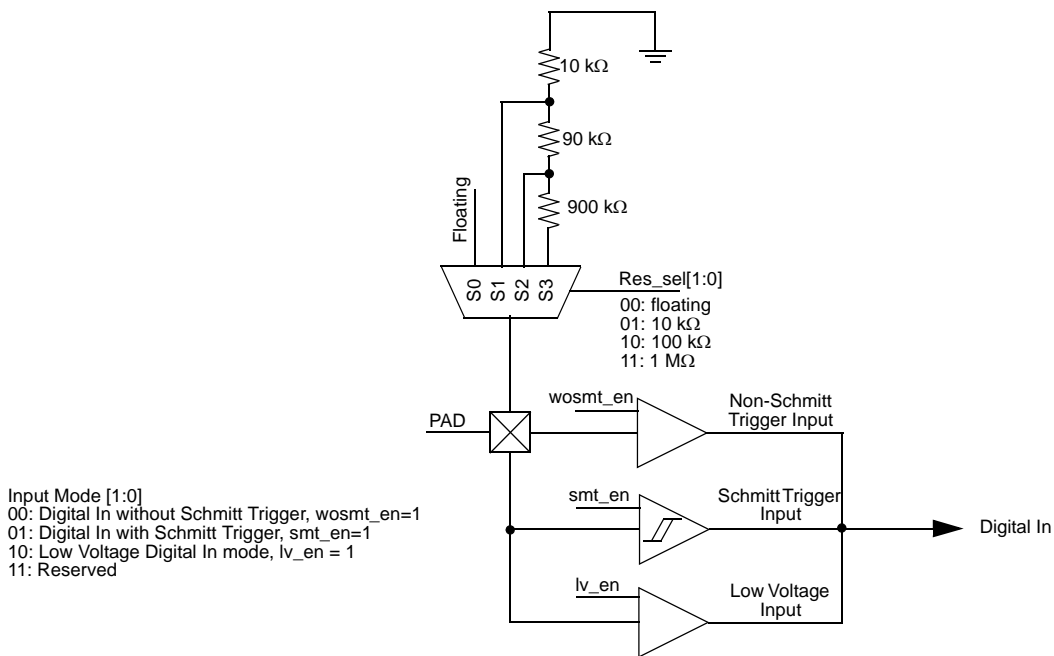 10 kΩ
90 kΩ
900 kΩ
Floating
S0
S1
S2
S3
Res_sel[1:0]
00: floating
01: 10 kΩ
10: 100 kΩ
11: 1 MΩ
PAD
wosmt_en
Non-Schmitt
Trigger Input
Input Mode [1:0]
00: Digital In without Schmitt Trigger, wosmt_en=1
01: Digital In with Schmitt Trigger, smt_en=1
10: Low Voltage Digital In mode, lv_en = 1
11: Reserved
smt_en
Schmitt Trigger
Input
Digital In
lv_en
Low Voltage
Input